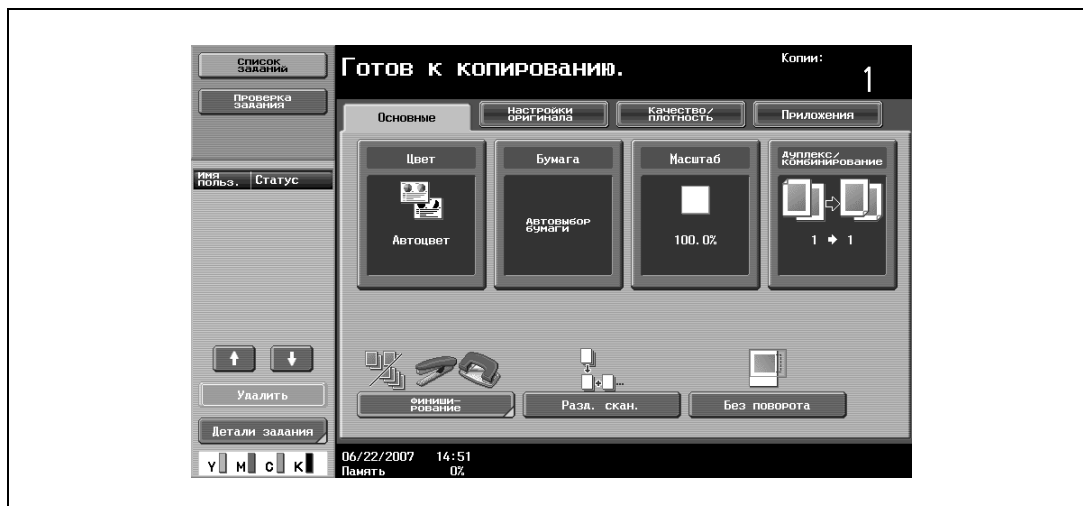 Список
заданий
Проверка
задания
Имя
польз.
Статус
Удалить
Детали задания
Y M C K
Готов к копированию.
Копии:
1
Основные
Настройки
оригинала
Качество/
плотность
Приложения
Цвет
Автоцвет
Бумага
Автовыбор
бумаги
Масштаб
100.0%
Дуплекс/
Комбинирование
1 → 1
Финиши-
рование
Разд. скан.
Без поворота
06/22/2007 14:51
Память 0%